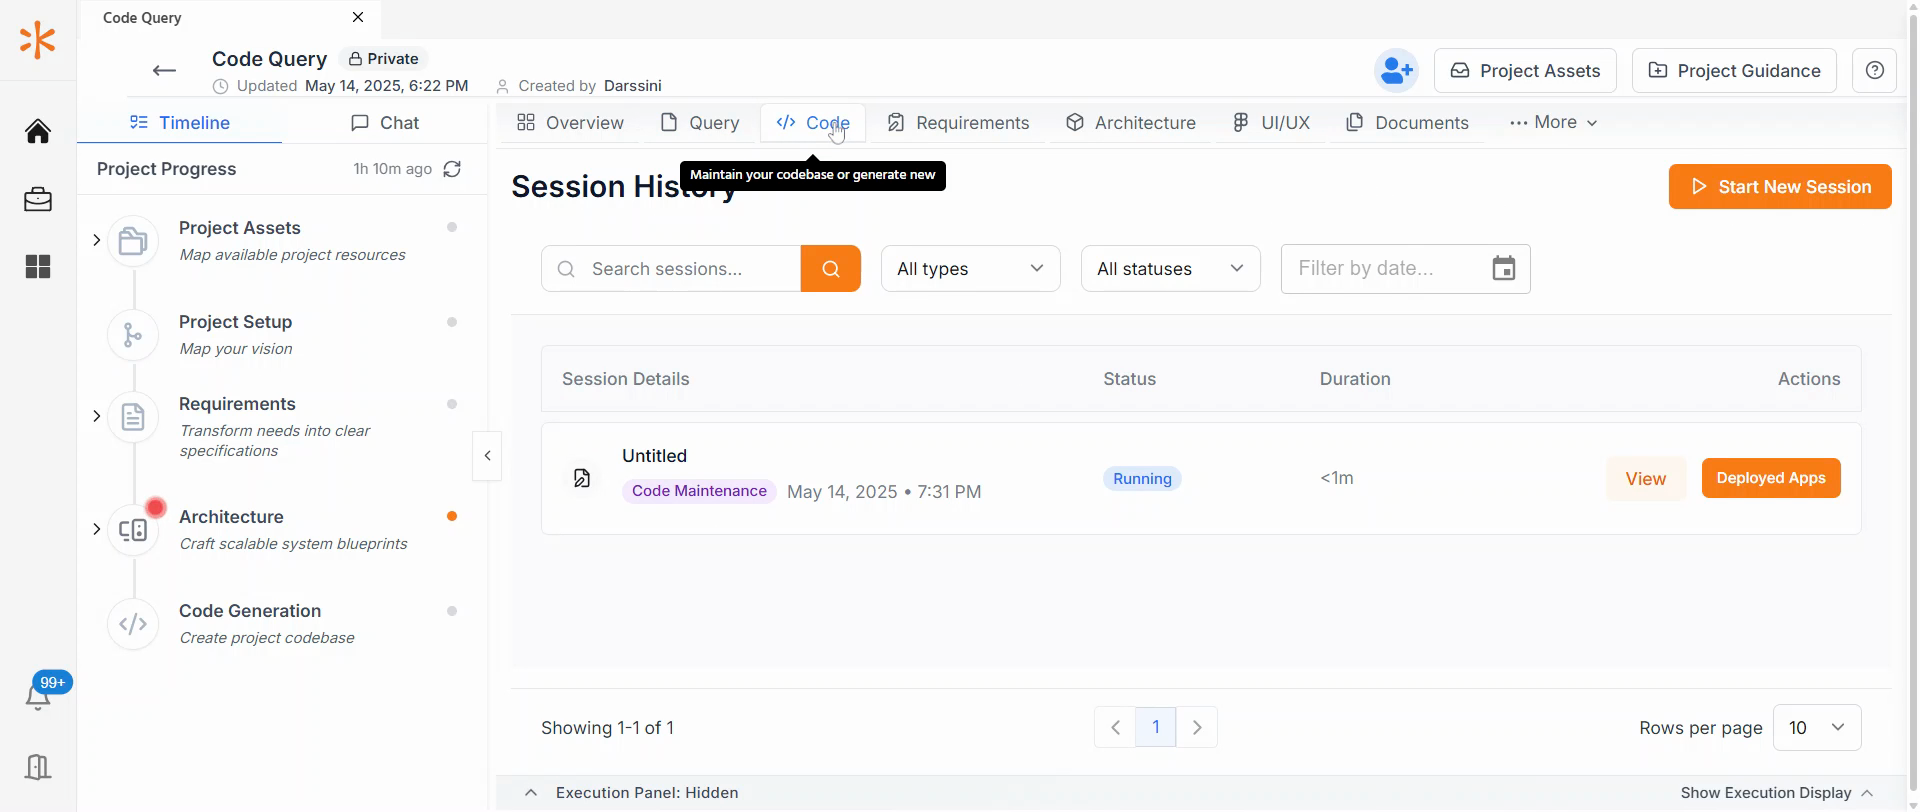 Code Query
Code Query Private
Updated May 14, 2025, 6:22 PM Created by Darssini
Project Assets
Project Guidance
Timeline
Chat
Overview
Query
Code
Requirements
Architecture
UI/UX
Documents
More
Project Progress
1h 10m ago
Maintain your codebase or generate new
Session History
Start New Session
Project Assets
Map available project resources
Project Setup
Map your vision
Requirements
Transform needs into clear
specifications
Architecture
Craft scalable system blueprints
Code Generation
Create project codebase
99+
Search sessions...
All types
All statuses
Filter by date...
Session Details
Status
Duration
Actions
Untitled
Code Maintenance May 14, 2025 • 7:31 PM
Running
<1m
View
Deployed Apps
Showing 1-1 of 1
1
Rows per page
10
Execution Panel: Hidden
Show Execution Display